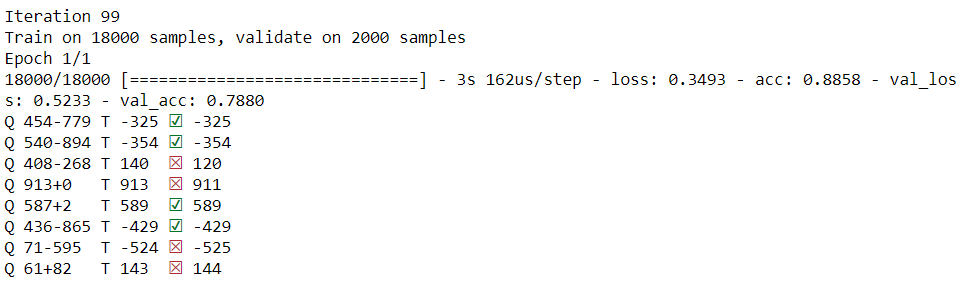 Iteration 99
Train on 18000 samples, validate on 2000 samples
Epoch 1/1
18000/18000 [==============================] - 3s 162us/step - loss: 0.3493 - acc: 0.8858 - val_los
s: 0.5233 - val_acc: 0.7880
Q 454-779 T -325 ☑ -325
Q 540-894 T -354 ☑ -354
Q 408-268 T 140 ☒ 120
Q 913+0 T 913 ☒ 911
Q 587+2 T 589 ☑ 589
Q 436-865 T -429 ☑ -429
Q 71-595 T -524 ☒ -525
Q 61+82 T 143 ☒ 144